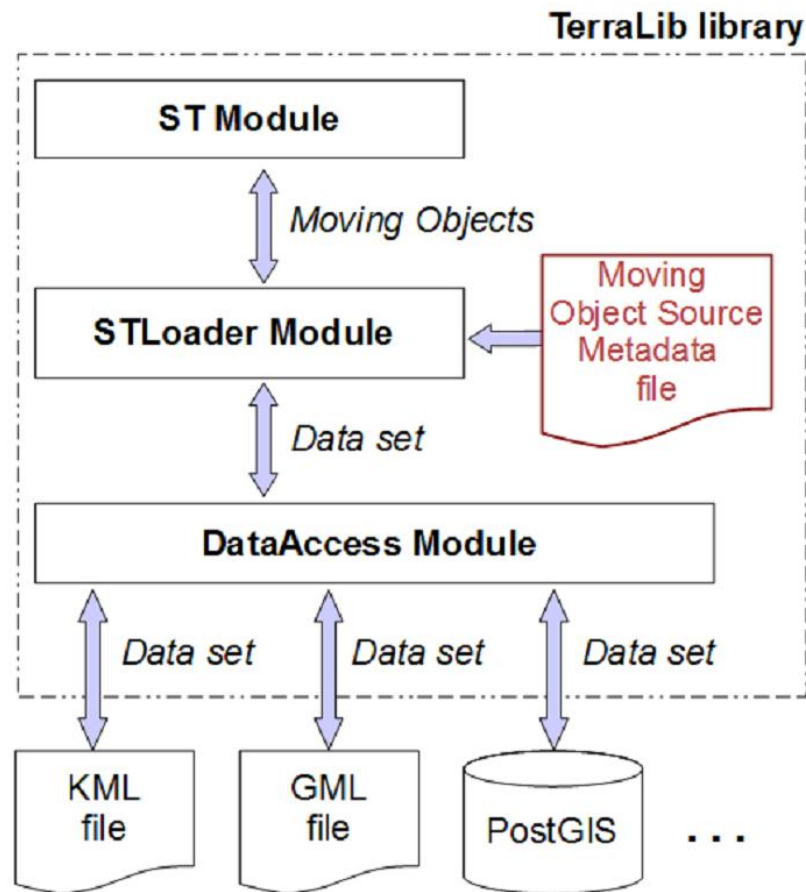 TerraLib library
ST Module
Moving Objects
Moving
Object Source
Metadata
file
STLoader Module
Data set
DataAccess Module
Data set
Data set
Data set
KML
file
GML
file
PostGIS
...